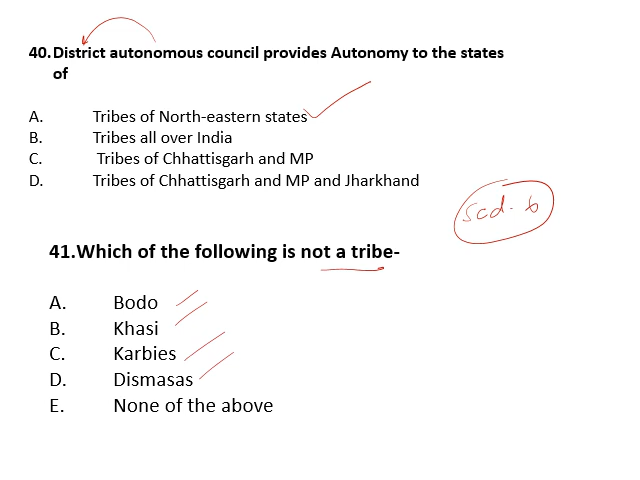 40.District autonomous council provides Autonomy to the states
of
A. Tribes of North-eastern states
B. Tribes all over India
C. Tribes of Chhattisgarh and MP
D. Tribes of Chhattisgarh and MP and Jharkhand
Scd-6
41.Which of the following is not a tribe-
A. Bodo
B. Khasi
C. Karbies
D. Dismasas
E. None of the above